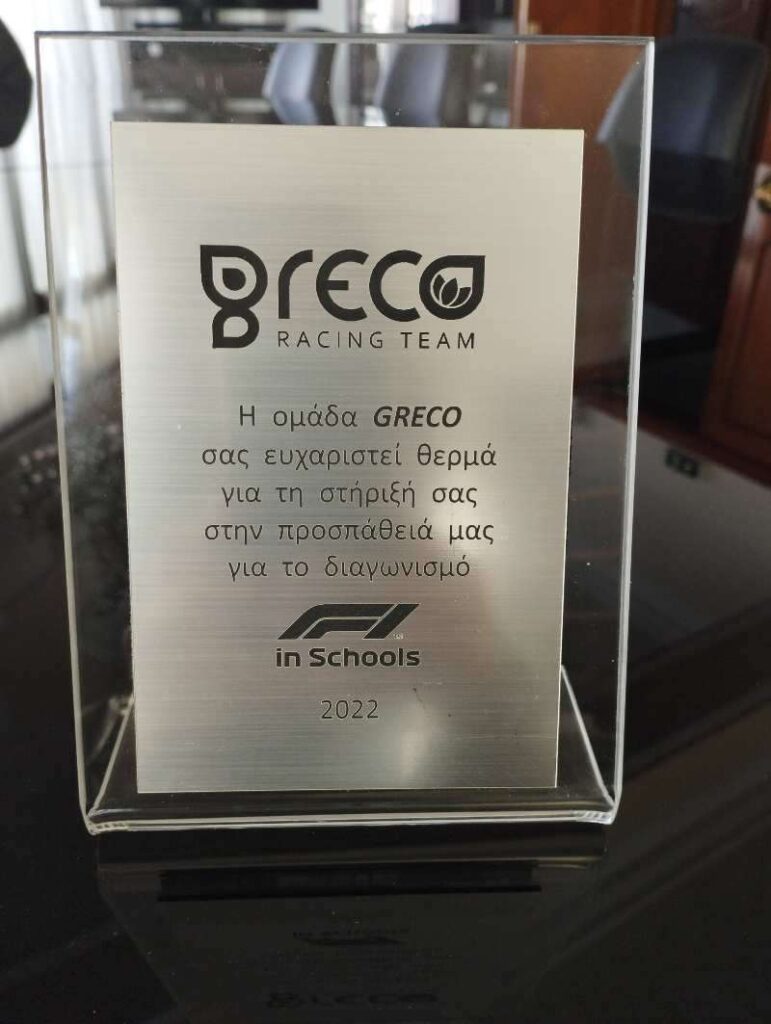 greco
RACING TEAM
Η ομάδα GRECO
σας ευχαριστεί θερμά
για τη στήριξή σας
στην προσπάθειά μας
για το διαγωνισμό
F1
in Schools
2022